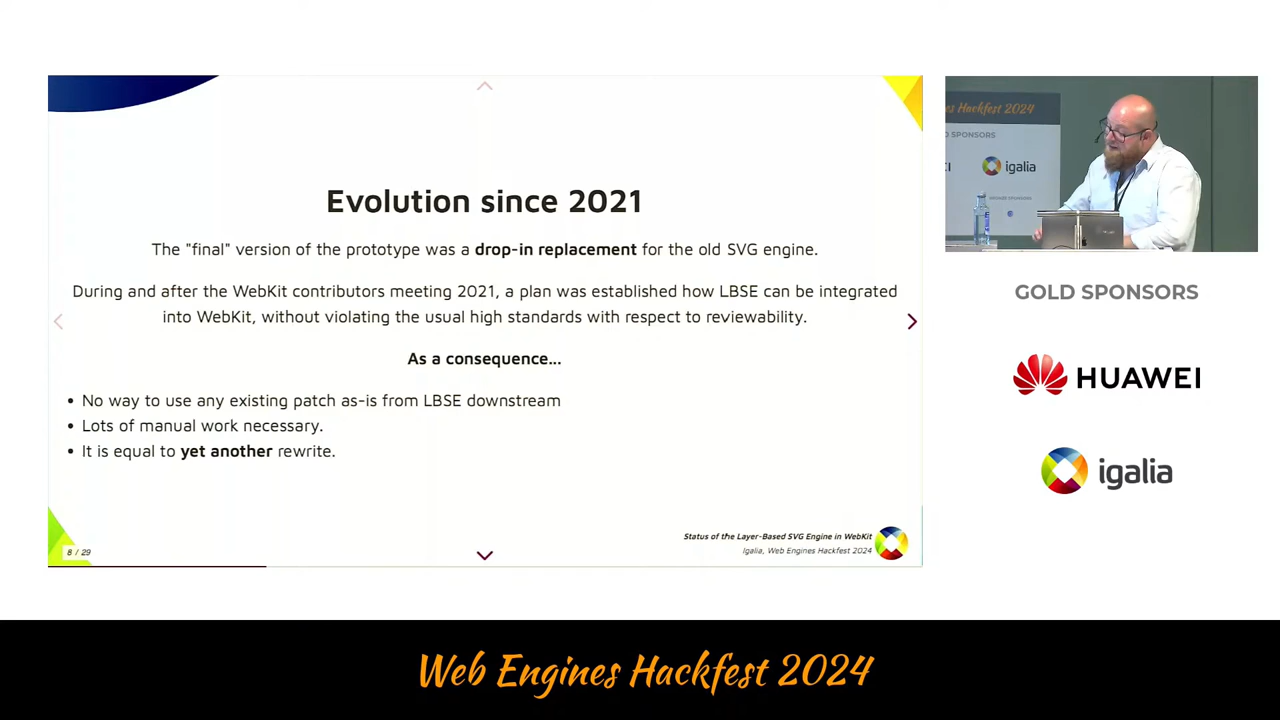 Evolution since 2021
The "final" version of the prototype was a drop-in replacement for the old SVG engine.
During and after the WebKit contributors meeting 2021, a plan was established how LBSE can be integrated
into WebKit, without violating the usual high standards with respect to reviewability.
As a consequence...
• No way to use any existing patch as-is from LBSE downstream
• Lots of manual work necessary.
• It is equal to yet another rewrite.
8 / 29
Status of the Layer-Based SVG Engine in WebKit
Igalia, Web Engines Hackfest 2024
es Hackfest 2024
D SPONSORS
igalia
GOLD SPONSORS
HUAWEI
igalia
Web Engines Hackfest 2024